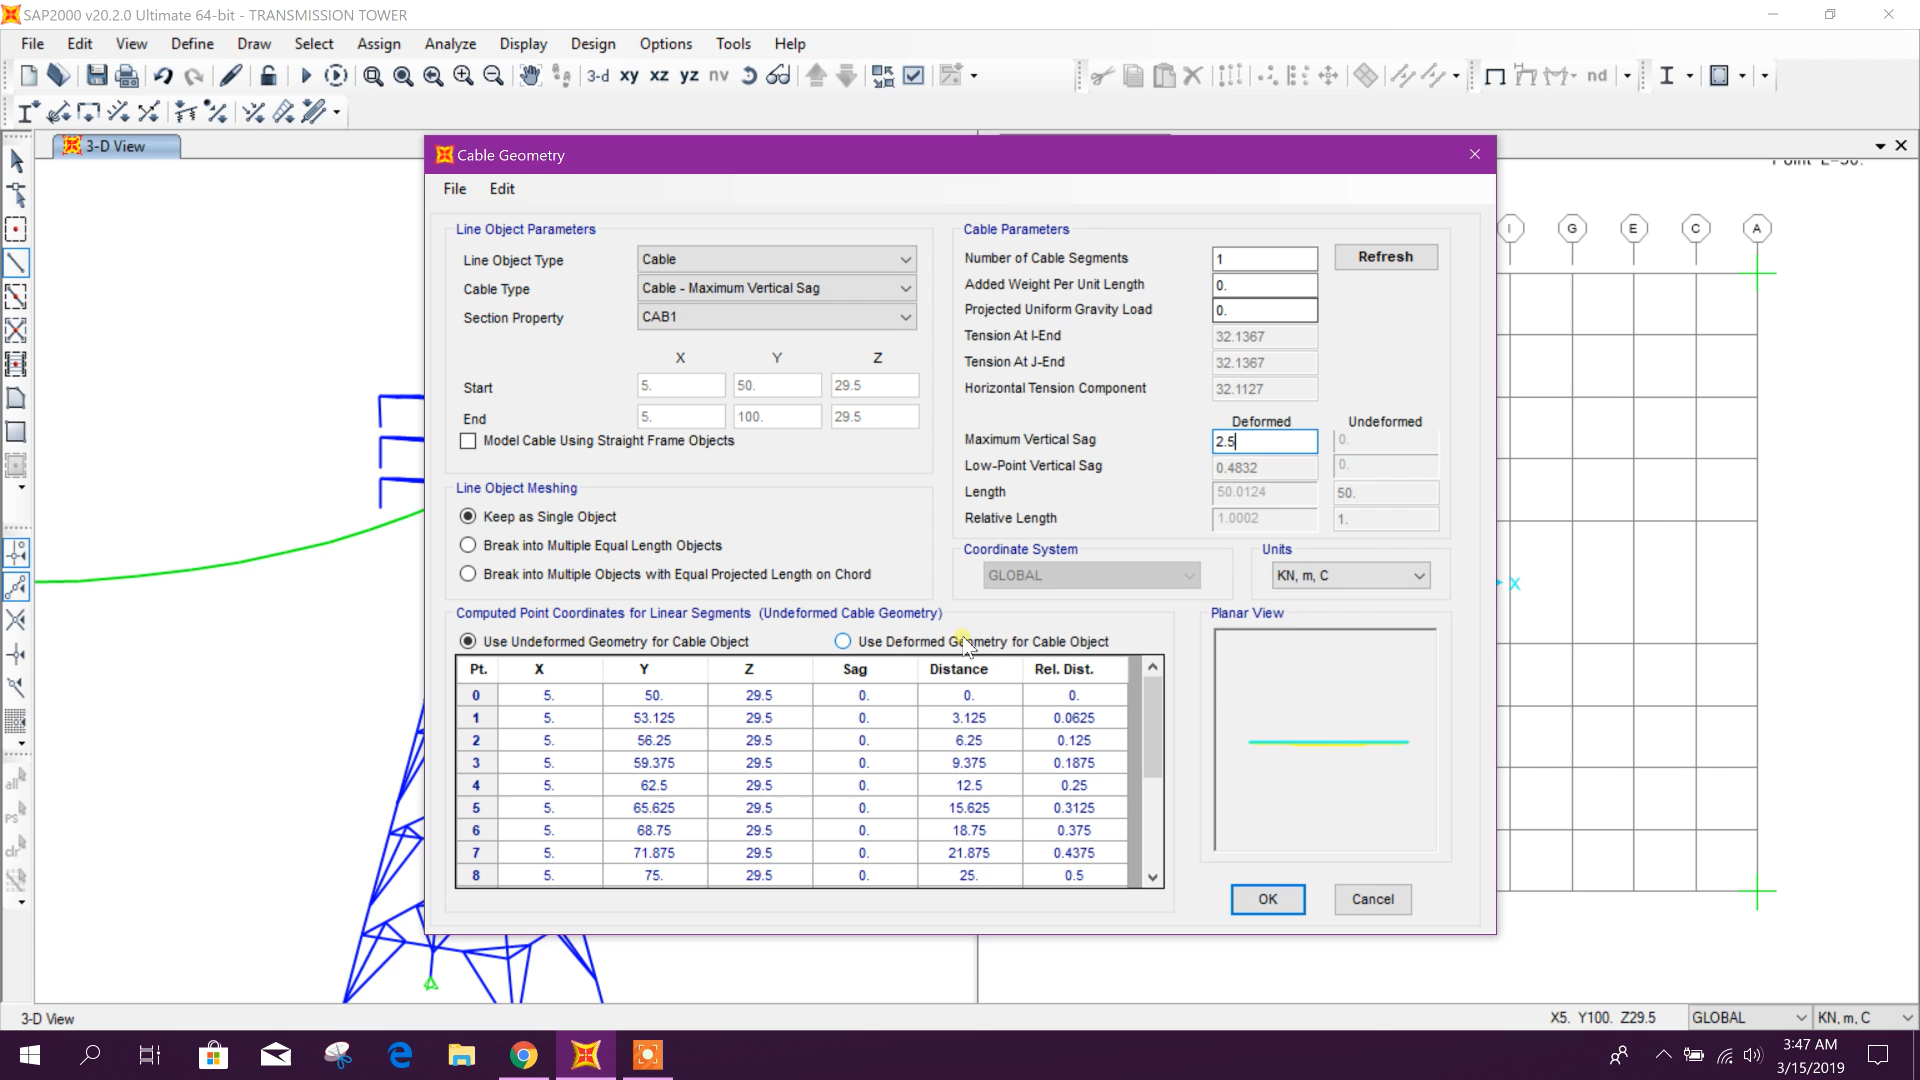 SAP2000 v20.2.0 Ultimate 64-bit - TRANSMISSION TOWER
File Edit View Define Draw Select Assign Analyze Display Design Options Tools Help
3-d xy xz yz nv nd
3-D View
Cable Geometry
File Edit
Line Object Parameters
Line Object Type Cable
Cable Type Cable - Maximum Vertical Sag
Section Property CAB1
X Y Z
Start 5. 50. 29.5
End 5. 100. 29.5
Model Cable Using Straight Frame Objects
Line Object Meshing
Keep as Single Object
Break into Multiple Equal Length Objects
Break into Multiple Objects with Equal Projected Length on Chord
Cable Parameters
Number of Cable Segments 1 Refresh
Added Weight Per Unit Length 0.
Projected Uniform Gravity Load 0.
Tension At I-End 32.1367
Tension At J-End 32.1367
Horizontal Tension Component 32.1127
Deformed Undeformed
Maximum Vertical Sag 2.5 0.
Low-Point Vertical Sag 0.4832 0.
Length 50.0124 50.
Relative Length 1.0002 1.
Coordinate System
GLOBAL
Units
KN, m, C
Computed Point Coordinates for Linear Segments (Undeformed Cable Geometry)
Use Undeformed Geometry for Cable Object Use Deformed Geometry for Cable Object
Pt. X Y Z Sag Distance Rel. Dist.
0 5. 50. 29.5 0. 0. 0.
1 5. 53.125 29.5 0. 3.125 0.0625
2 5. 56.25 29.5 0. 6.25 0.125
3 5. 59.375 29.5 0. 9.375 0.1875
4 5. 62.5 29.5 0. 12.5 0.25
5 5. 65.625 29.5 0. 15.625 0.3125
6 5. 68.75 29.5 0. 18.75 0.375
7 5. 71.875 29.5 0. 21.875 0.4375
8 5. 75. 29.5 0. 25. 0.5
Planar View
OK Cancel
I G E C A
X
all
ps
clr
3-D View
X5. Y100. Z29.5 GLOBAL KN, m, C
3:47 AM
3/15/2019